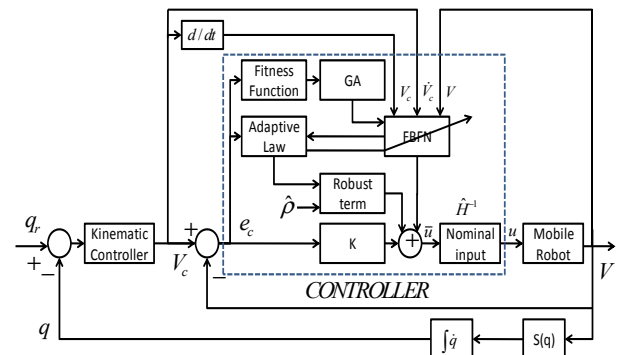 d/dt
Fitness
Function
GA
V_c
V̇_c
V
Adaptive
Law
FBFN
Robust
term
ρ̂
Ĥ⁻¹
q_r
+
−
Kinematic
Controller
V_c
+
−
e_c
K
+
ū
Nominal
input
u
Mobile
Robot
V
CONTROLLER
q
∫q̇
S(q)